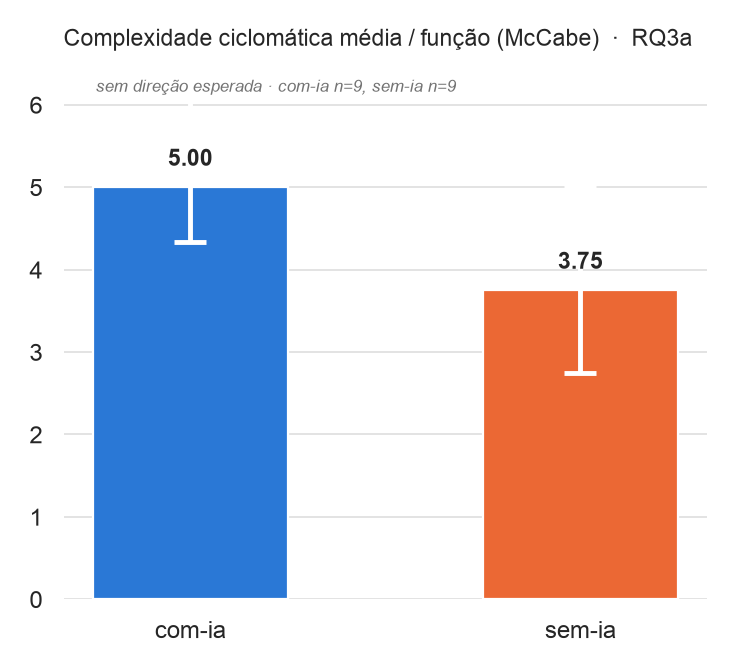 Complexidade ciclomática média / função (McCabe) · RQ3a
sem direção esperada · com-ia n=9, sem-ia n=9
6
5.00
5
3.75
4
3
2
1
0
com-ia
sem-ia